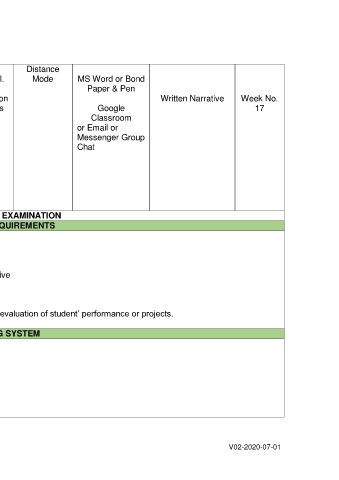 Distance
l. Mode MS Word or Bond
Paper & Pen
on Written Narrative Week No.
s Google 17
Classroom
or Email or
Messenger Group
Chat
EXAMINATION
QUIREMENTS
ive
evaluation of student' performance or projects.
G SYSTEM
V02-2020-07-01